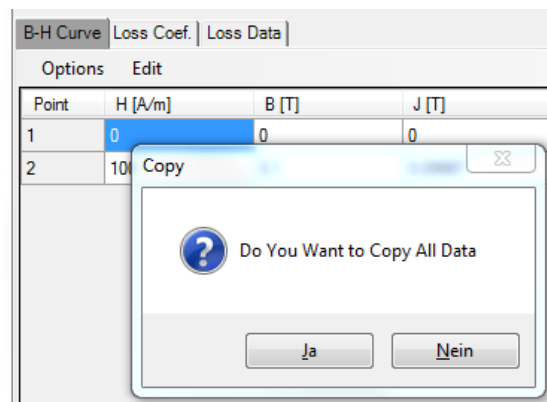 B-H Curve Loss Coef. Loss Data
Options Edit
Point H [A/m] B [T] J [T]
1 0 0 0
2
Copy
Do You Want to Copy All Data
Ja Nein